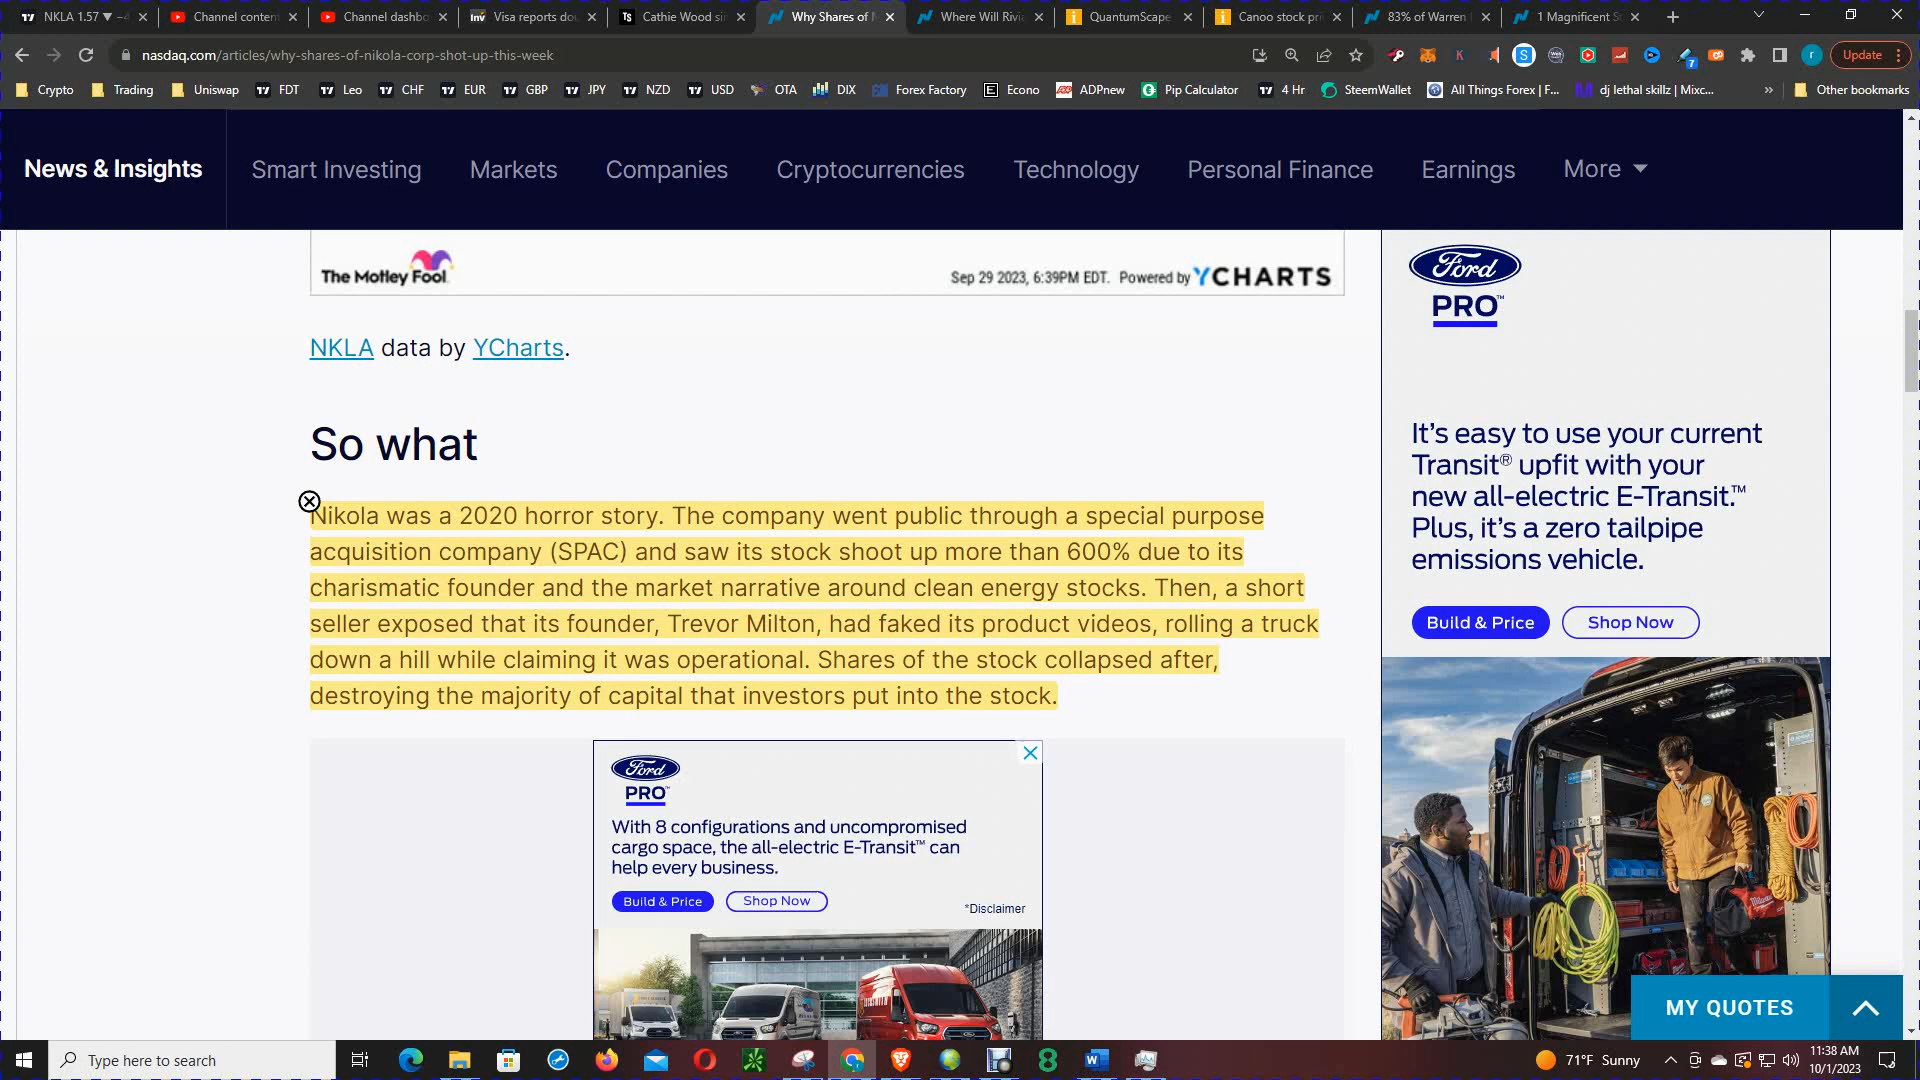 NKLA 1.57 ▼ −4
Channel content
Channel dashbo
Visa reports dou
Cathie Wood sin
Why Shares of N
Where Will Rivia
QuantumScape
Canoo stock pri
83% of Warren
1 Magnificent S
nasdaq.com/articles/why-shares-of-nikola-corp-shot-up-this-week
Update
Crypto
Trading
Uniswap
FDT
Leo
CHF
EUR
GBP
JPY
NZD
USD
OTA
DIX
Forex Factory
Econo
ADPnew
Pip Calculator
4 Hr
SteemWallet
All Things Forex | F...
dj lethal skillz | Mixc...
»
Other bookmarks
News & Insights
Smart Investing
Markets
Companies
Cryptocurrencies
Technology
Personal Finance
Earnings
More
The Motley Fool
Sep 29 2023, 6:39PM EDT. Powered by YCHARTS
NKLA data by YCharts.
So what
Nikola was a 2020 horror story. The company went public through a special purpose
acquisition company (SPAC) and saw its stock shoot up more than 600% due to its
charismatic founder and the market narrative around clean energy stocks. Then, a short
seller exposed that its founder, Trevor Milton, had faked its product videos, rolling a truck
down a hill while claiming it was operational. Shares of the stock collapsed after,
destroying the majority of capital that investors put into the stock.
Ford
PRO™
With 8 configurations and uncompromised
cargo space, the all-electric E-Transit™ can
help every business.
Build & Price
Shop Now
*Disclaimer
Ford
PRO™
It's easy to use your current
Transit® upfit with your
new all-electric E-Transit.™
Plus, it's a zero tailpipe
emissions vehicle.
Build & Price
Shop Now
MY QUOTES
Type here to search
71°F Sunny
11:38 AM
10/1/2023